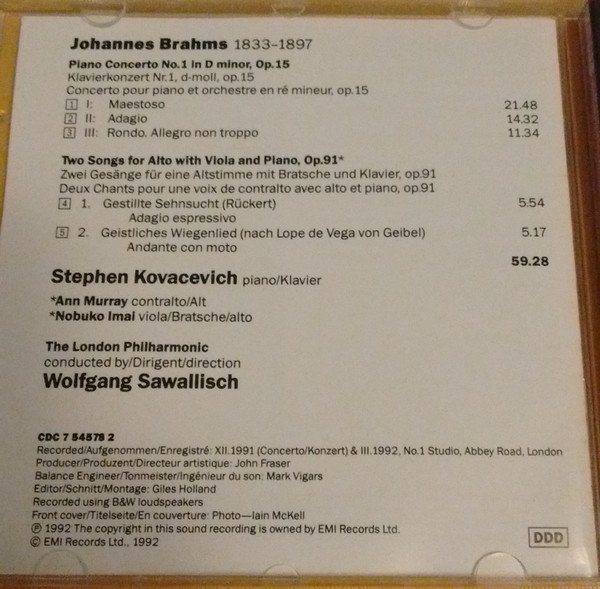 Johannes Brahms 1833–1897
Piano Concerto No.1 in D minor, Op.15
Klavierkonzert Nr.1, d-moll, op.15
Concerto pour piano et orchestre en ré mineur, op.15
1 I: Maestoso 21.48
2 II: Adagio 14.32
3 III: Rondo. Allegro non troppo 11.34
Two Songs for Alto with Viola and Piano, Op.91*
Zwei Gesänge für eine Altstimme mit Bratsche und Klavier, op.91
Deux Chants pour une voix de contralto avec alto et piano, op.91
4 1. Gestillte Sehnsucht (Rückert) 5.54
Adagio espressivo
5 2. Geistliches Wiegenlied (nach Lope de Vega von Geibel) 5.17
Andante con moto
59.28
Stephen Kovacevich piano/Klavier
*Ann Murray contralto/Alt
*Nobuko Imai viola/Bratsche/alto
The London Philharmonic
conducted by/Dirigent/direction
Wolfgang Sawallisch
CDC 7 54578 2
Recorded/Aufgenommen/Enregistré: XII.1991 (Concerto/Konzert) & III.1992, No.1 Studio, Abbey Road, London
Producer/Produzent/Directeur artistique: John Fraser
Balance Engineer/Tonmeister/Ingénieur du son: Mark Vigars
Editor/Schnitt/Montage: Giles Holland
Recorded using B&W loudspeakers
Front cover/Titelseite/En couverture: Photo—Iain McKell
℗ 1992 The copyright in this sound recording is owned by EMI Records Ltd.
© EMI Records Ltd., 1992
DDD